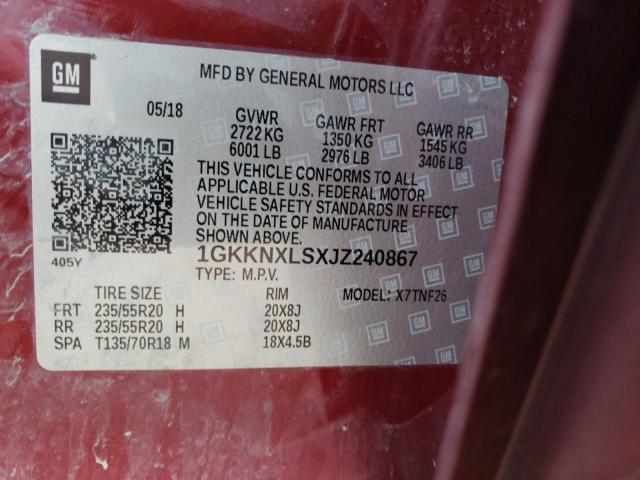 GM
MFD BY GENERAL MOTORS LLC
05/18
GVWR GAWR FRT GAWR RR
2722 KG 1350 KG 1545 KG
6001 LB 2976 LB 3406 LB
THIS VEHICLE CONFORMS TO ALL
APPLICABLE U.S. FEDERAL MOTOR
VEHICLE SAFETY STANDARDS IN EFFECT
ON THE DATE OF MANUFACTURE
SHOWN ABOVE.
405Y
1GKKNXLSXJZ240867
TYPE: M.P.V.
TIRE SIZE RIM MODEL: X7TNF26
FRT 235/55R20 H 20X8J
RR 235/55R20 H 20X8J
SPA T135/70R18 M 18X4.5B